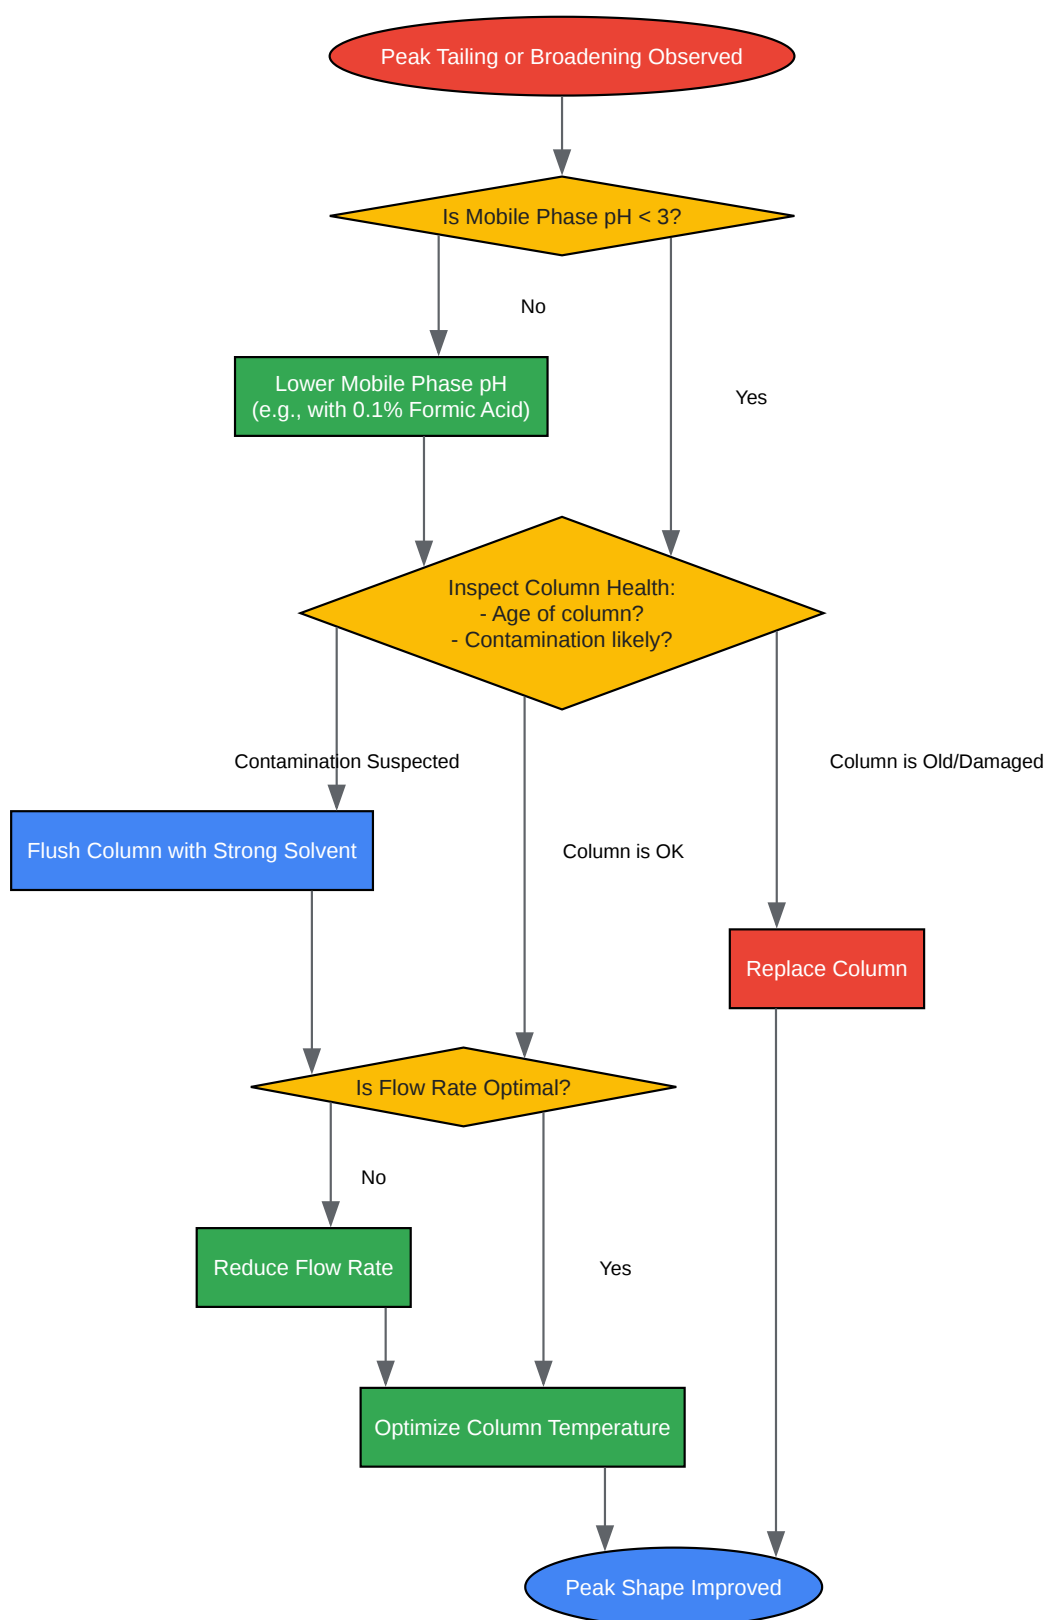 Peak Tailing or Broadening Observed
Is Mobile Phase pH < 3?
No
Lower Mobile Phase pH
(e.g., with 0.1% Formic Acid)
Yes
Inspect Column Health:
- Age of column?
- Contamination likely?
Contamination Suspected
Column is Old/Damaged
Flush Column with Strong Solvent
Column is OK
Replace Column
Is Flow Rate Optimal?
No
Reduce Flow Rate
Yes
Optimize Column Temperature
Peak Shape Improved